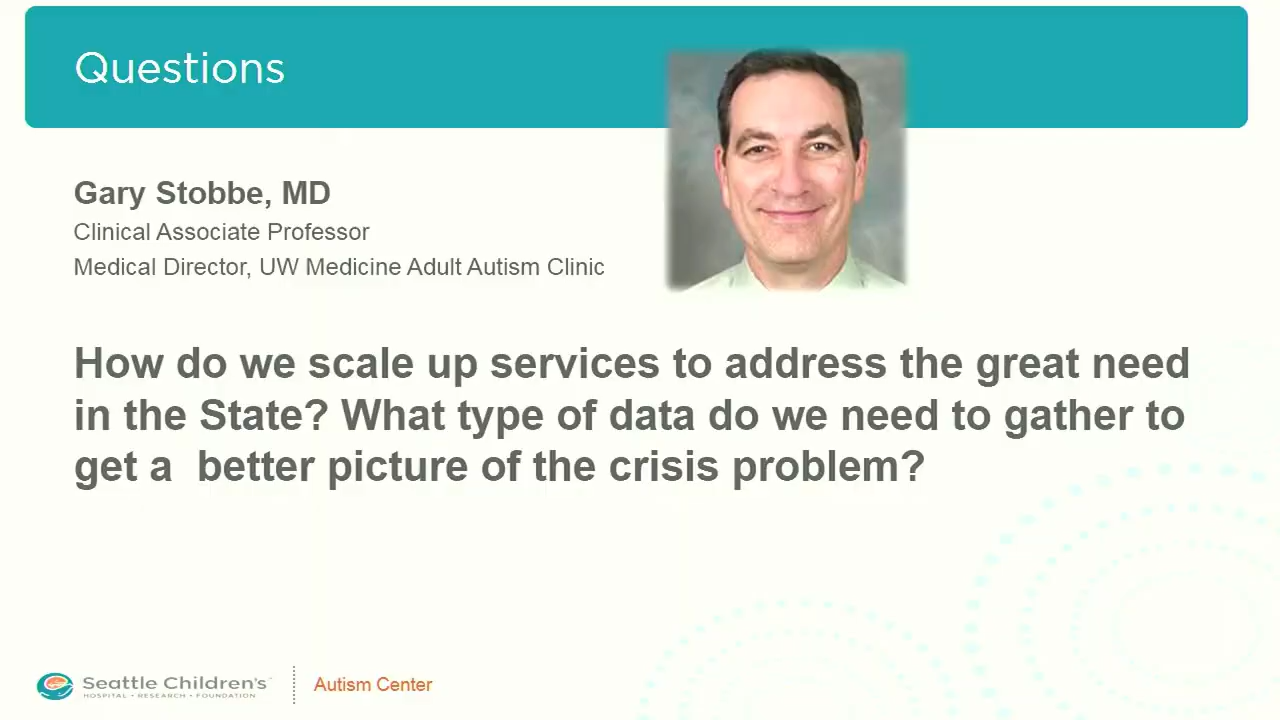 Questions
Gary Stobbe, MD
Clinical Associate Professor
Medical Director, UW Medicine Adult Autism Clinic
How do we scale up services to address the great need
in the State? What type of data do we need to gather to
get a  better picture of the crisis problem?
Seattle Children's
HOSPITAL • RESEARCH • FOUNDATION
Autism Center